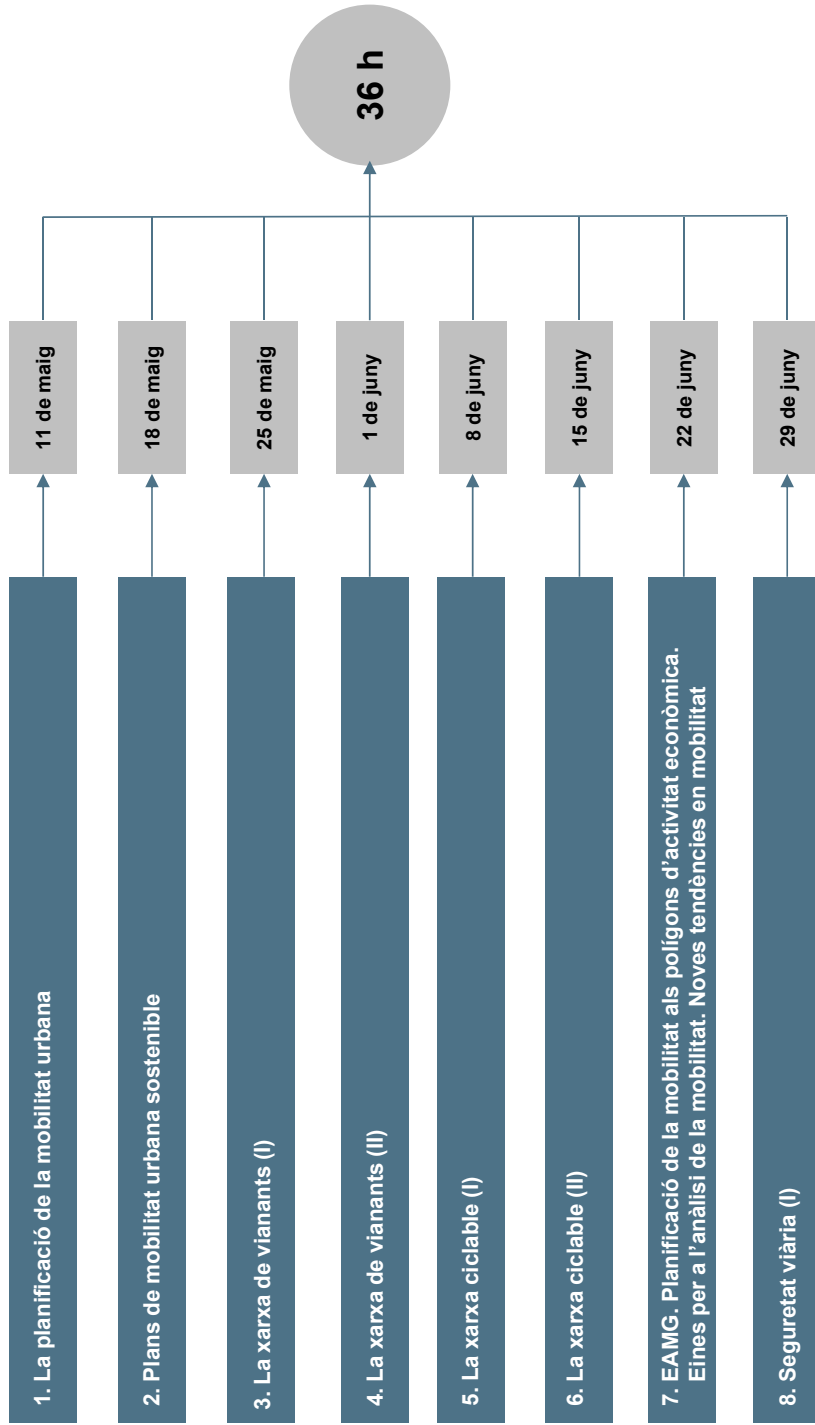 1. La planificació de la mobilitat urbana
11 de maig
2. Plans de mobilitat urbana sostenible
18 de maig
3. La xarxa de vianants (I)
25 de maig
4. La xarxa de vianants (II)
1 de juny
5. La xarxa ciclable (I)
8 de juny
6. La xarxa ciclable (II)
15 de juny
7. EAMG. Planificació de la mobilitat als polígons d’activitat econòmica.
Eines per a l’anàlisi de la mobilitat. Noves tendències en mobilitat
22 de juny
8. Seguretat viària (I)
29 de juny
36 h